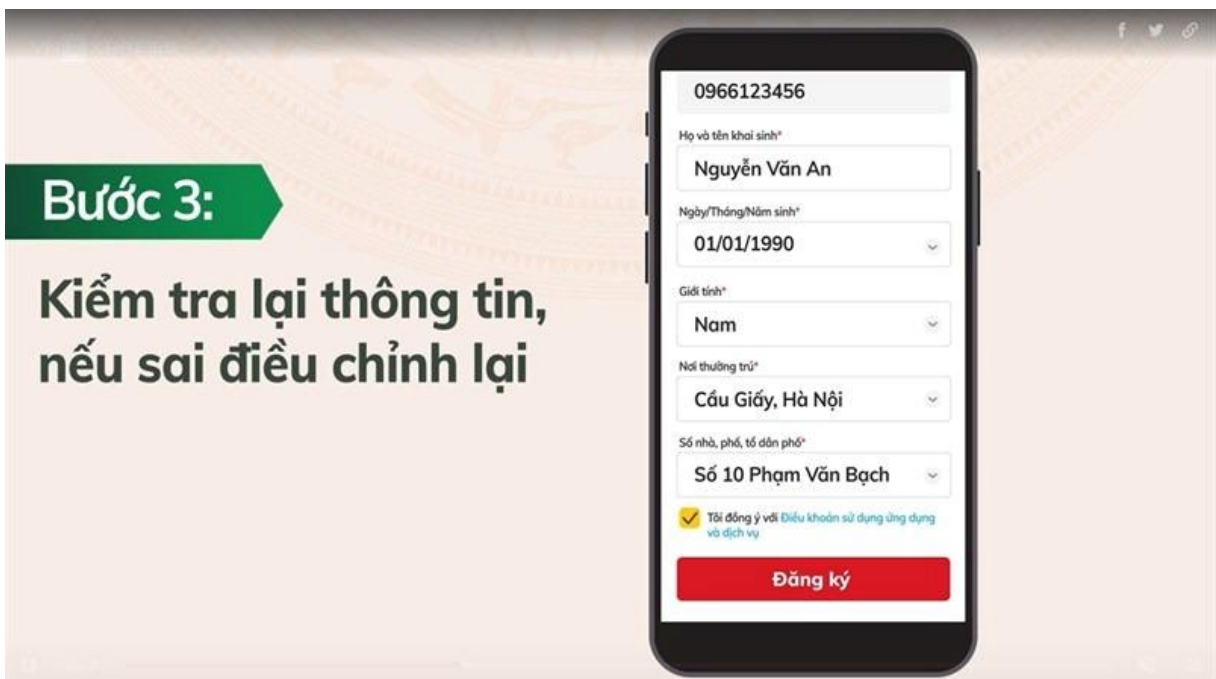 Bước 3:
Kiểm tra lại thông tin,
nếu sai điều chỉnh lại
0966123456
Họ và tên khai sinh*
Nguyễn Văn An
Ngày/Tháng/Năm sinh*
01/01/1990
Giới tính*
Nam
Nơi thường trú*
Cầu Giấy, Hà Nội
Số nhà, phố, tổ dân phố*
Số 10 Phạm Văn Bạch
Tôi đồng ý với Điều khoản sử dụng ứng dụng
và dịch vụ
Đăng ký